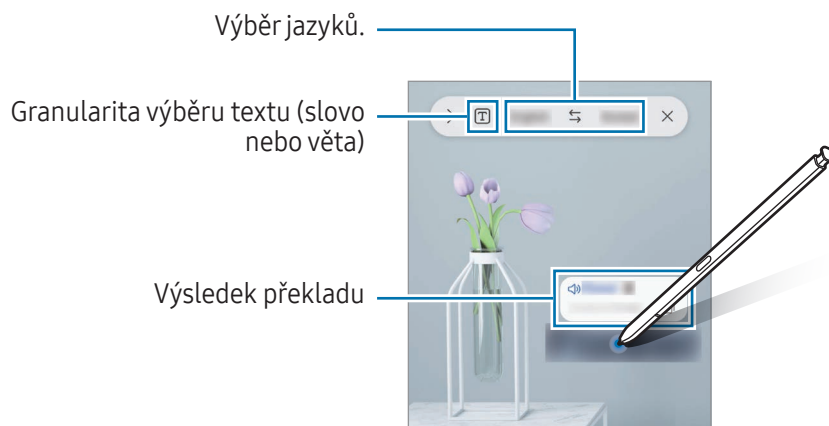 Výběr jazyků.
Granularita výběru textu (slovo
nebo věta)
T
Výsledek překladu